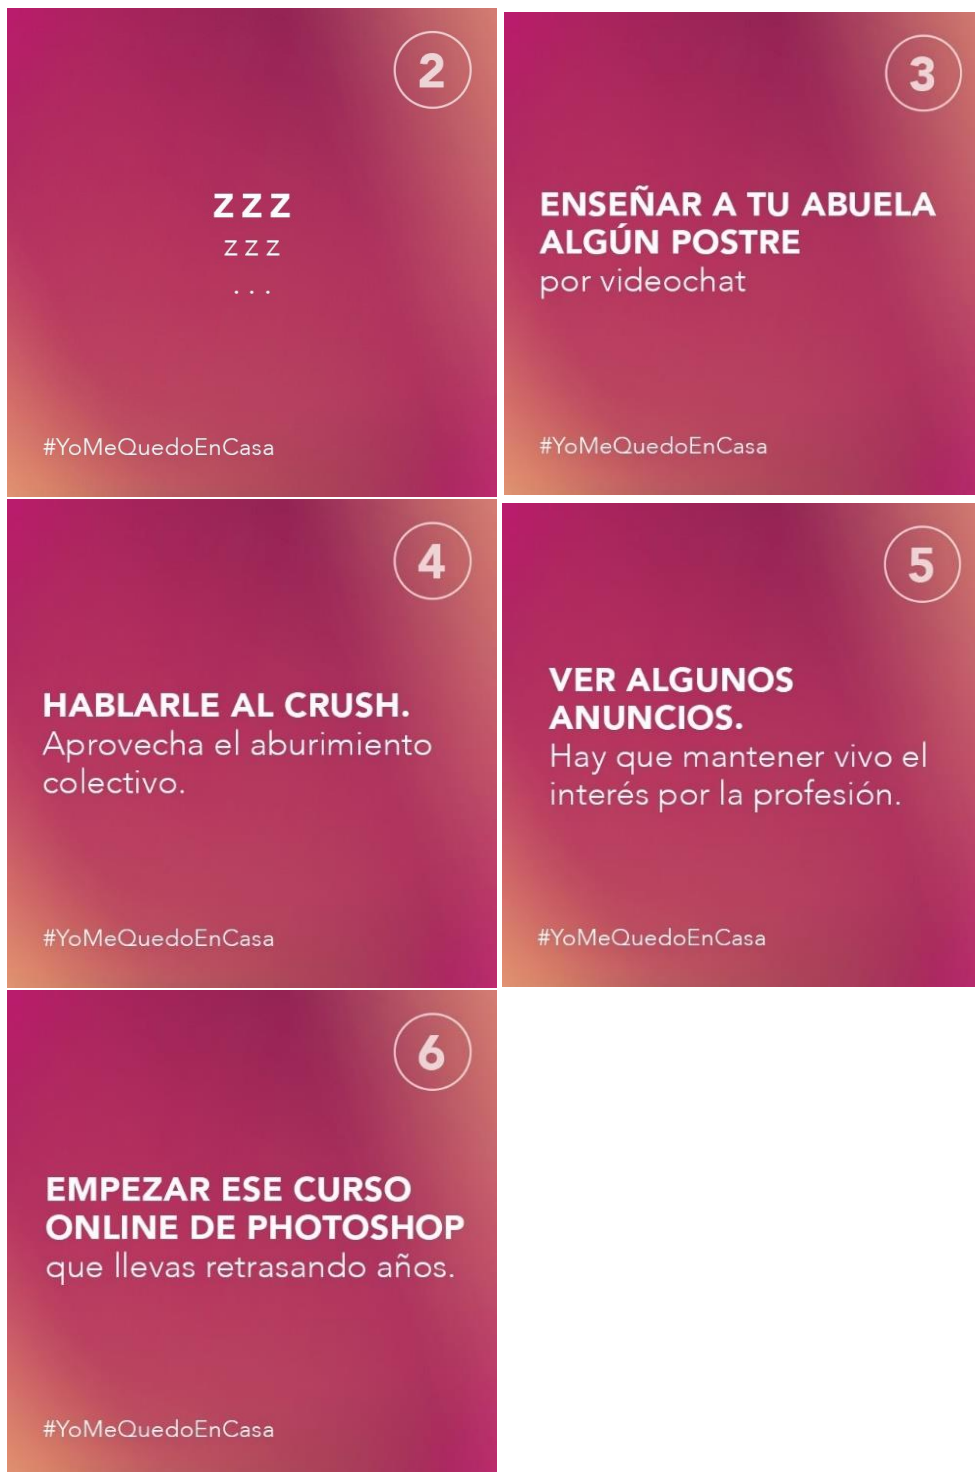 2
zzz
zzz
...
#YoMeQuedoEnCasa
3
ENSEÑAR A TU ABUELA
ALGÚN POSTRE
por videochat
#YoMeQuedoEnCasa
4
HABLARLE AL CRUSH.
Aprovecha el aburimiento
colectivo.
#YoMeQuedoEnCasa
5
VER ALGUNOS
ANUNCIOS.
Hay que mantener vivo el
interés por la profesión.
#YoMeQuedoEnCasa
6
EMPEZAR ESE CURSO
ONLINE DE PHOTOSHOP
que llevas retrasando años.
#YoMeQuedoEnCasa